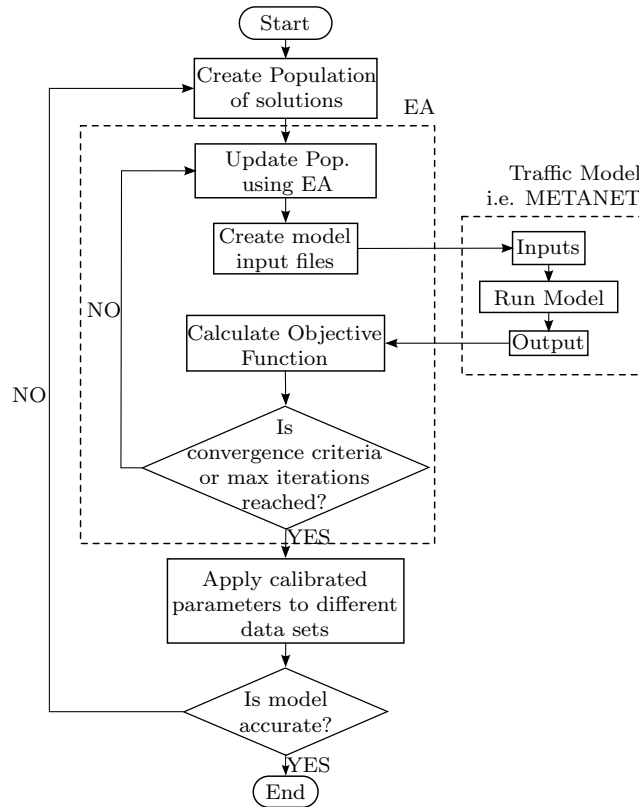 Start
Create Population
of solutions
EA
Update Pop.
using EA
Traffic Model
i.e. METANET
Create model
input files
Inputs
Run Model
NO
Calculate Objective
Function
Output
NO
Is
convergence criteria
or max iterations
reached?
YES
Apply calibrated
parameters to different
data sets
Is model
accurate?
YES
End